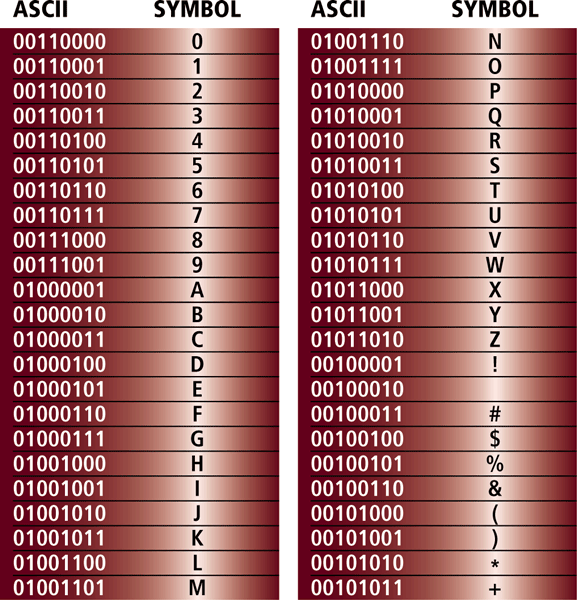 ASCII SYMBOL
00110000 0
00110001 1
00110010 2
00110011 3
00110100 4
00110101 5
00110110 6
00110111 7
00111000 8
00111001 9
01000001 A
01000010 B
01000011 C
01000100 D
01000101 E
01000110 F
01000111 G
01001000 H
01001001 I
01001010 J
01001011 K
01001100 L
01001101 M
ASCII SYMBOL
01001110 N
01001111 O
01010000 P
01010001 Q
01010010 R
01010011 S
01010100 T
01010101 U
01010110 V
01010111 W
01011000 X
01011001 Y
01011010 Z
00100001 !
00100010
00100011 #
00100100 $
00100101 %
00100110 &
00101000 (
00101001 )
00101010 *
00101011 +